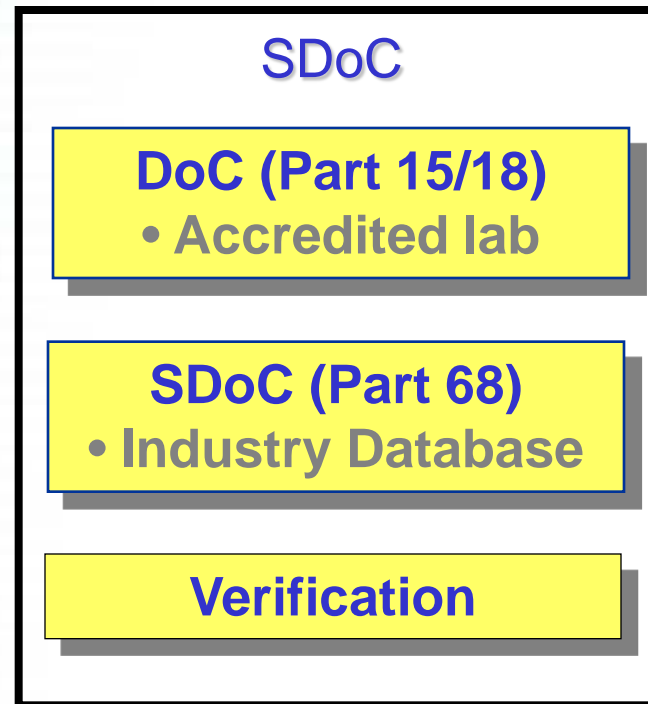 SDoC
DoC (Part 15/18)
• Accredited lab
SDoC (Part 68)
• Industry Database
Verification